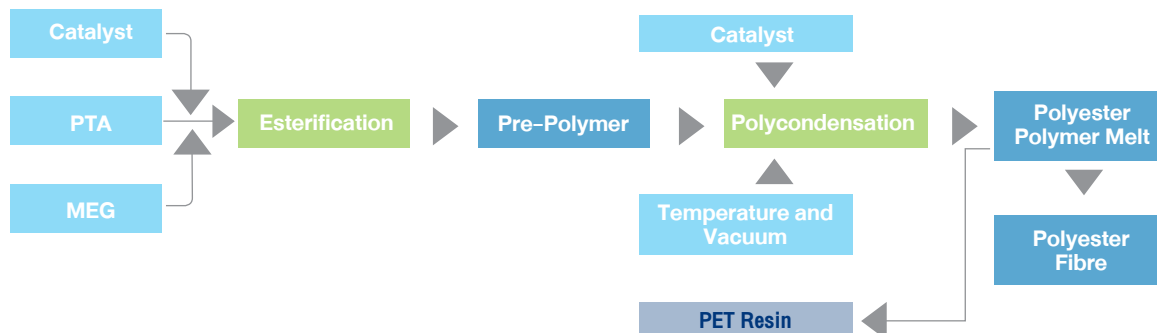 Catalyst
PTA
MEG
Esterification
Pre-Polymer
Catalyst
Polycondensation
Temperature and
Vacuum
Polyester
Polymer Melt
Polyester
Fibre
PET Resin